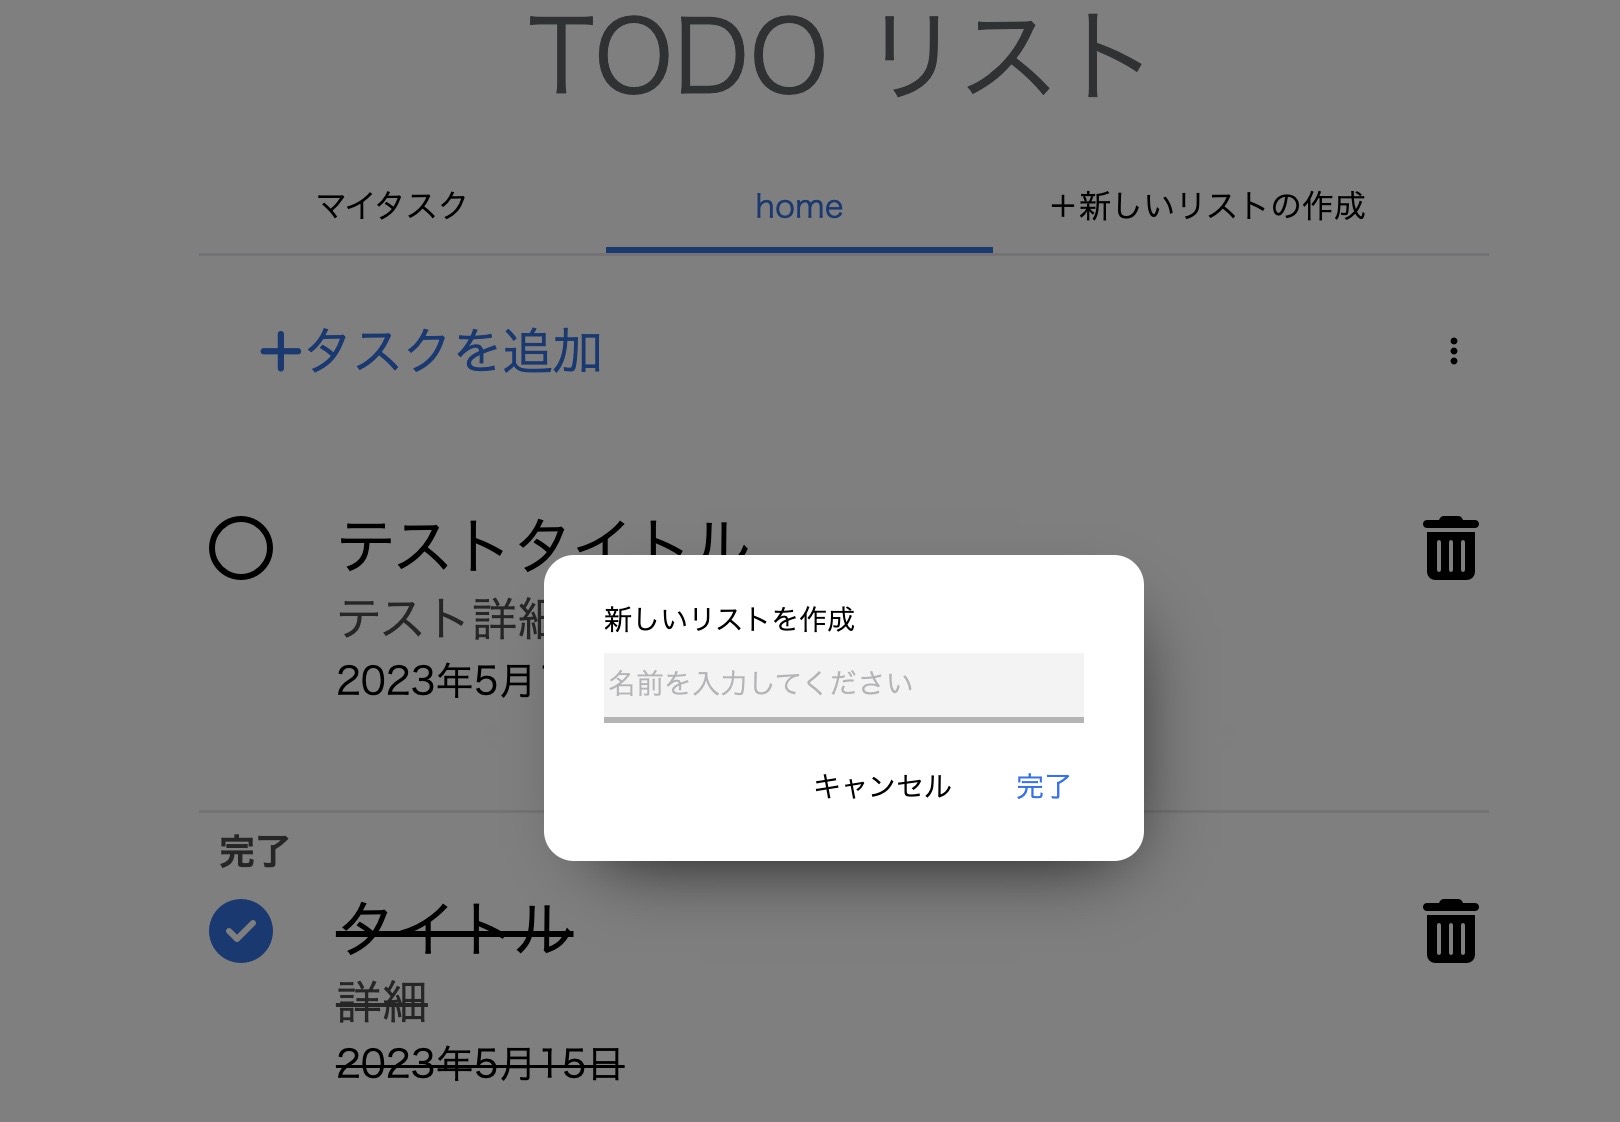 TODO リスト
マイタスク
home
＋新しいリストの作成
＋タスクを追加
テストタイトル
テスト詳細
2023年5月
新しいリストを作成
名前を入力してください
キャンセル
完了
完了
タイトル
詳細
2023年5月15日